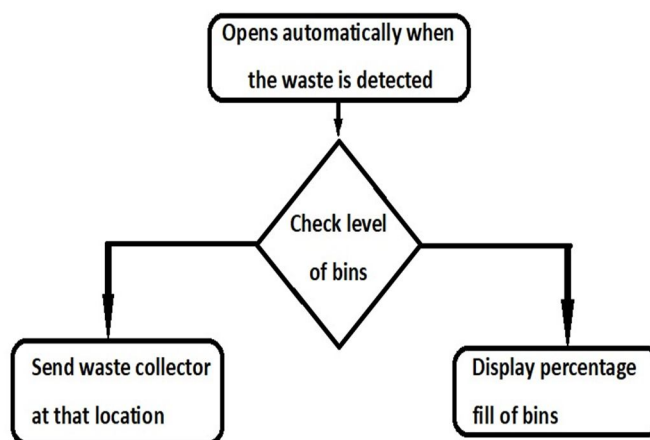 Opens automatically when
the waste is detected
Check level
of bins
Send waste collector
at that location
Display percentage
fill of bins